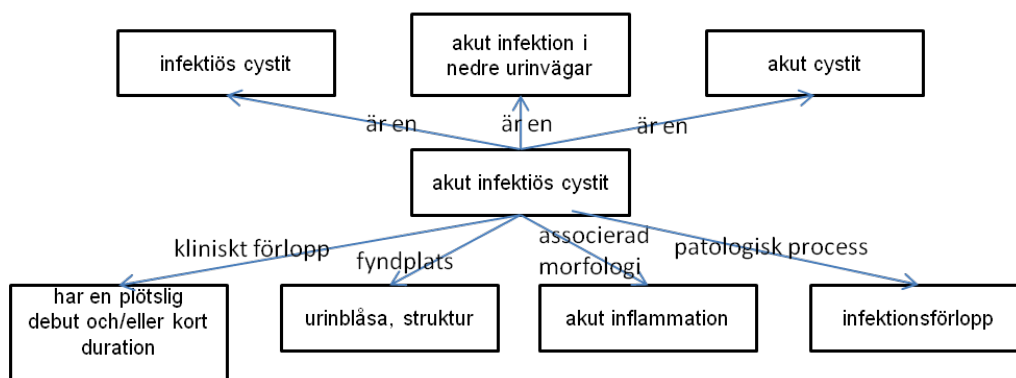 infektiös cystit
akut infektion i
nedre urinvägar
akut cystit
är en
är en
är en
akut infektiös cystit
kliniskt förlopp
fyndplats
associerad
morfologi
patologisk process
har en plötslig
debut och/eller kort
duration
urinblåsa, struktur
akut inflammation
infektionsförlopp